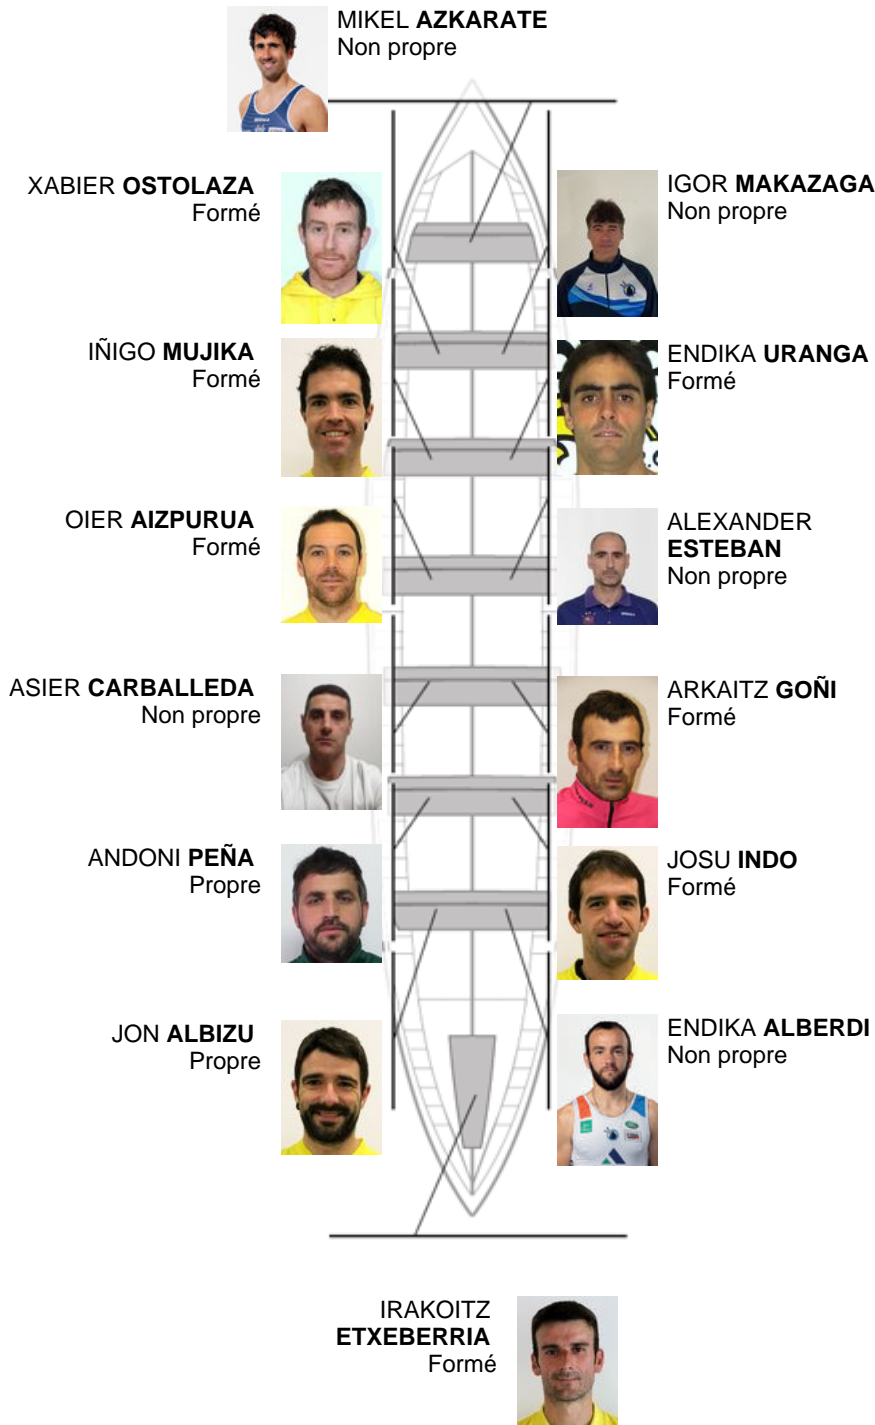 MIKEL AZKARATE
Non propre
XABIER OSTOLAZA
Formé
IGOR MAKAZAGA
Non propre
IÑIGO MUJIKA
Formé
ENDIKA URANGA
Formé
OIER AIZPURUA
Formé
ALEXANDER
ESTEBAN
Non propre
ASIER CARBALLEDA
Non propre
ARKAITZ GOÑI
Formé
ANDONI PEÑA
Propre
JOSU INDO
Formé
JON ALBIZU
Propre
ENDIKA ALBERDI
Non propre
IRAKOITZ
ETXEBERRIA
Formé